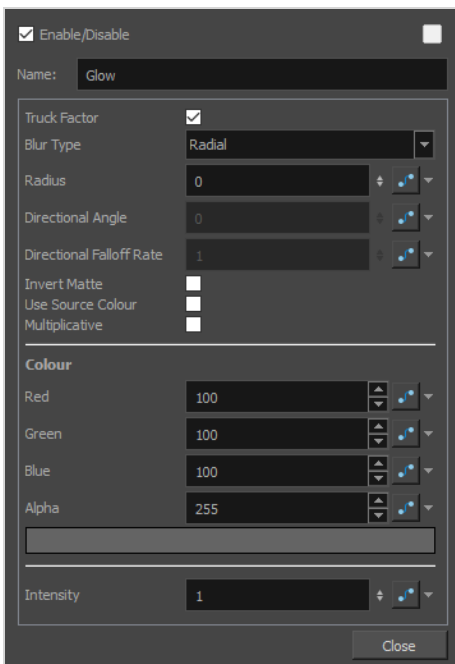 Enable/Disable
Name: Glow
Truck Factor
Blur Type Radial
Radius 0
Directional Angle 0
Directional Falloff Rate 1
Invert Matte
Use Source Colour
Multiplicative
Colour
Red 100
Green 100
Blue 100
Alpha 255
Intensity 1
Close